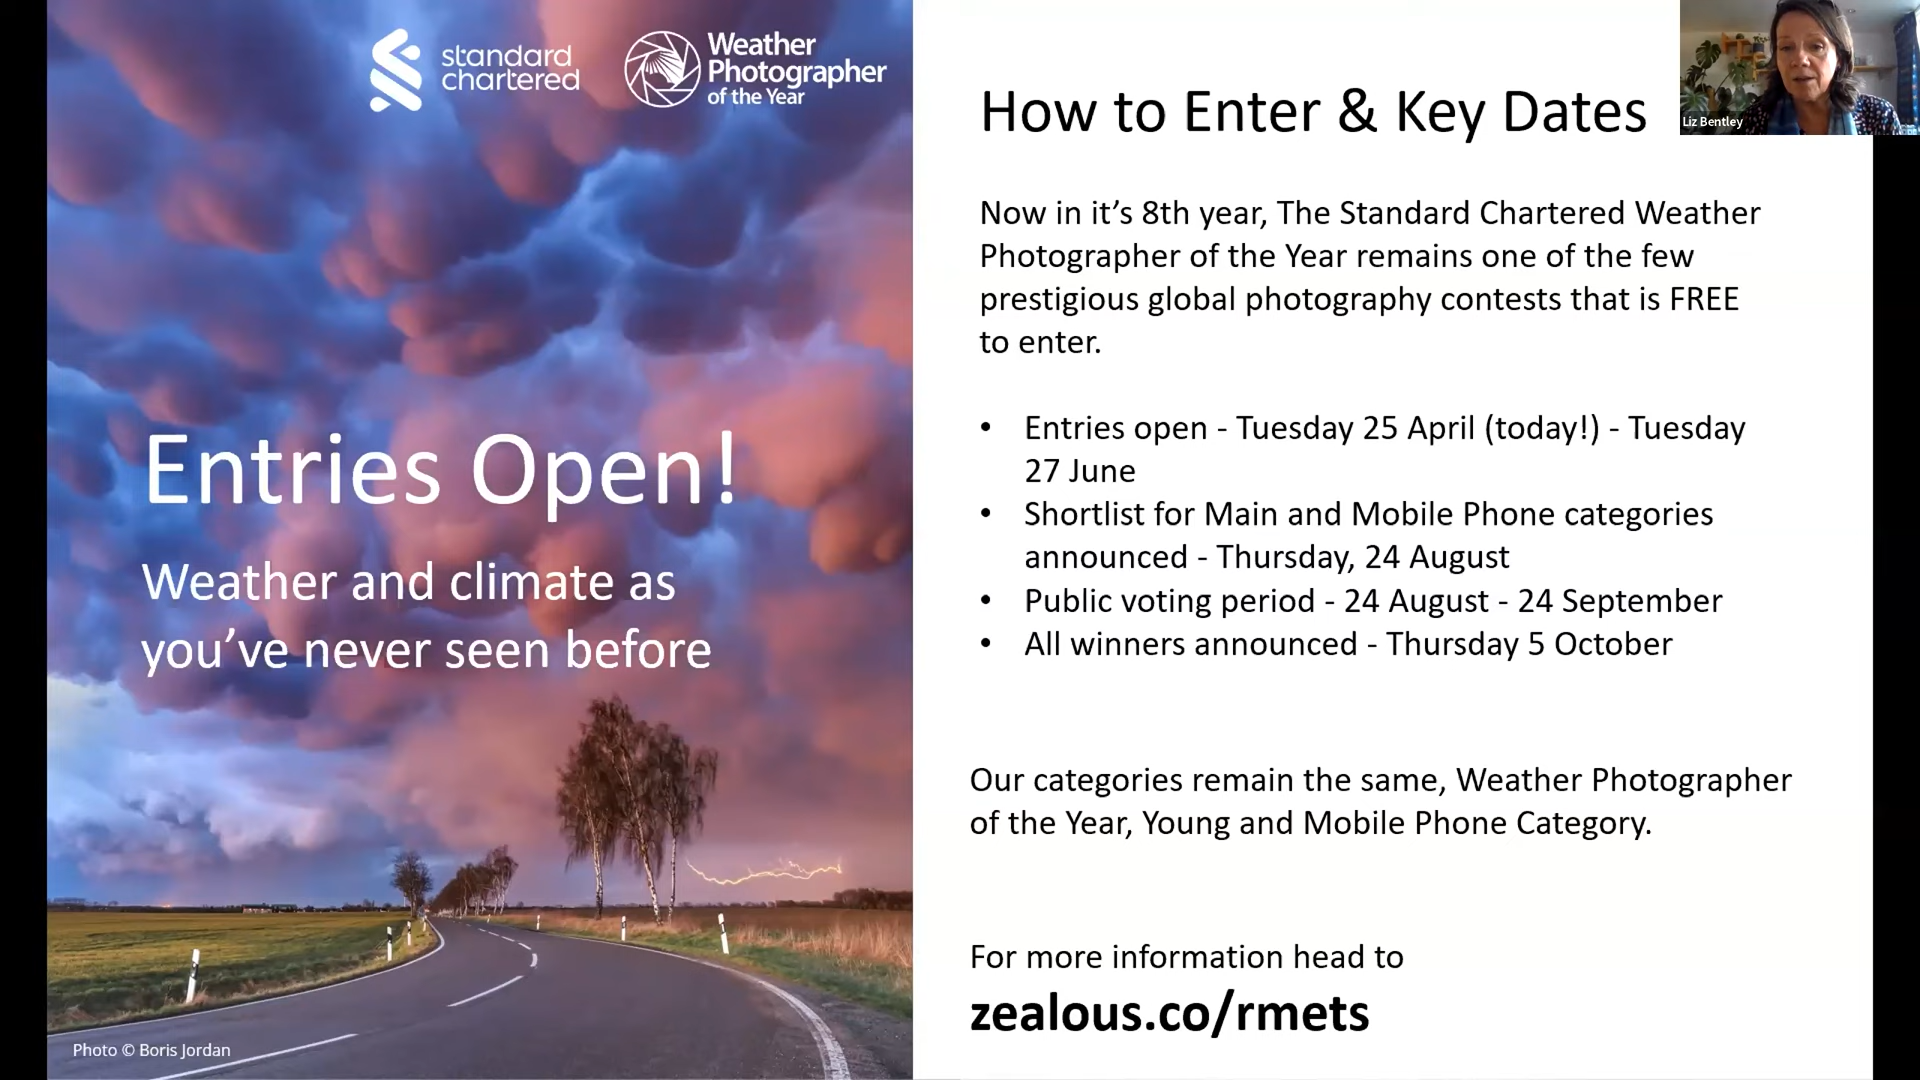 standard
chartered
Weather
Photographer
of the Year
Entries Open!
Weather and climate as
you’ve never seen before
Photo © Boris Jordan
How to Enter & Key Dates
Liz Bentley
Now in it’s 8th year, The Standard Chartered Weather
Photographer of the Year remains one of the few
prestigious global photography contests that is FREE
to enter.
• Entries open - Tuesday 25 April (today!) - Tuesday
27 June
• Shortlist for Main and Mobile Phone categories
announced - Thursday, 24 August
• Public voting period - 24 August - 24 September
• All winners announced - Thursday 5 October
Our categories remain the same, Weather Photographer
of the Year, Young and Mobile Phone Category.
For more information head to
zealous.co/rmets